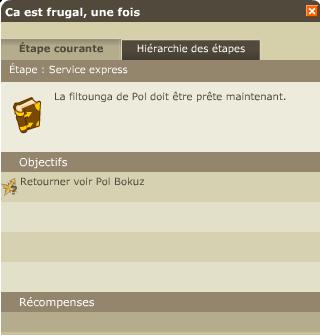 Ca est frugal, une fois
Étape courante
Hiérarchie des étapes
Étape : Service express
La filtounga de Pol doit être prête maintenant.
Objectifs
Retourner voir Pol Bokuz
Récompenses